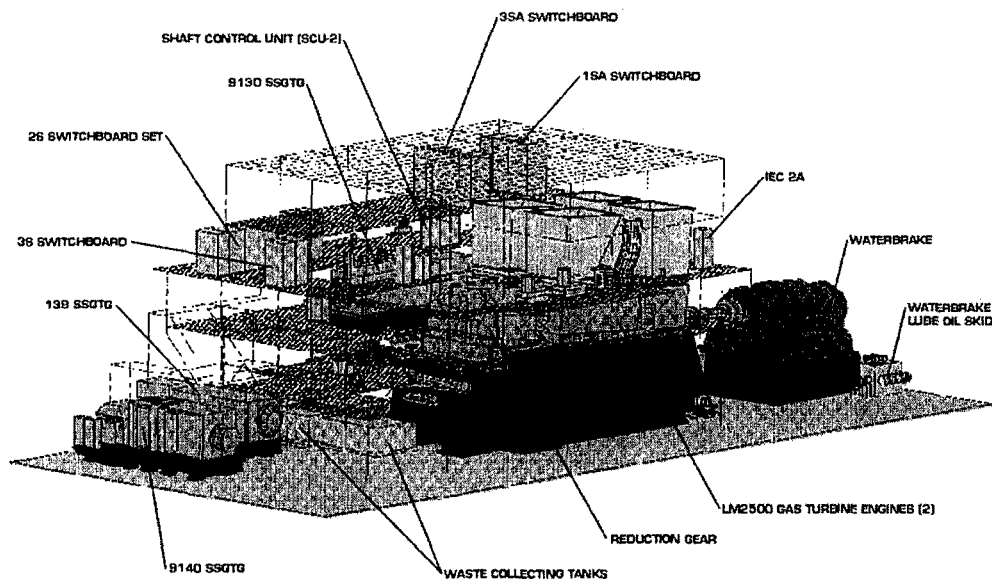 3SA SWITCHBOARD
SHAFT CONTROL UNIT (SCU-2)
1SA SWITCHBOARD
9130 SSGTG
2S SWITCHBOARD SET
IEC 2A
3S SWITCHBOARD
WATERBRAKE
139 SSGTG
WATERBRAKE
LUBE OIL SKID
LM2500 GAS TURBINE ENGINES (2)
REDUCTION GEAR
9140 SSGTG
WASTE COLLECTING TANKS